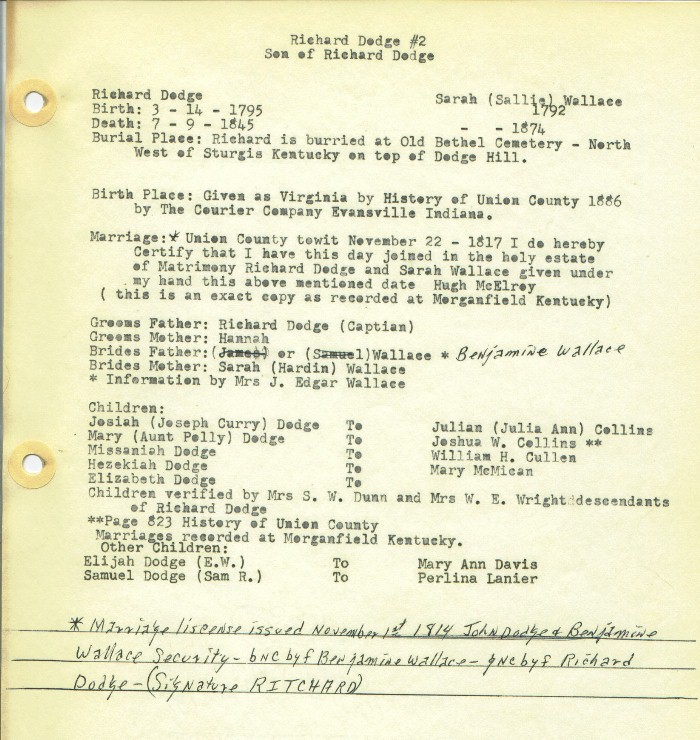 Richard Dodge #2
Son of Richard Dodge
Richard Dodge Sarah (Sallie) Wallace
Birth: 3 - 14 - 1795 1792
Death: 7 - 9 - 1845 - - 1874
Burial Place: Richard is burried at Old Bethel Cemetery - North
West of Sturgis Kentucky on top of Dodge Hill.
Birth Place: Given as Virginia by History of Union County 1886
by The Courier Company Evansville Indiana.
Marriage:* Union County towit November 22 - 1817 I do hereby
Certify that I have this day joined in the holy estate
of Matrimony Richard Dodge and Sarah Wallace given under
my hand this above mentioned date Hugh McElroy
( this is an exact copy as recorded at Morganfield Kentucky)
Grooms Father: Richard Dodge (Captian)
Grooms Mother: Hannah
Brides Father:(James) or (Samuel)Wallace * Benjamine Wallace
Brides Mother: Sarah (Hardin) Wallace
* Information by Mrs J. Edgar Wallace
Children:
Josiah (Joseph Curry) Dodge To Julian (Julia Ann) Collins
Mary (Aunt Polly) Dodge To Joshua W. Collins **
Missaniah Dodge To William H. Cullen
Hezekiah Dodge To Mary McMican
Elizabeth Dodge To
Children verified by Mrs S. W. Dunn and Mrs W. E. Wright descendants
of Richard Dodge
**Page 823 History of Union County
Marriages recorded at Morganfield Kentucky.
Other Children:
Elijah Dodge (E.W.) To Mary Ann Davis
Samuel Dodge (Sam R.) To Perlina Lanier
* Marriage liscense issued November 1st 1814 John Dodge & Benjamine
Wallace Security - bnc byf Benjamine Wallace - gnc byf Richard
Dodge - (Signature RITCHARD)